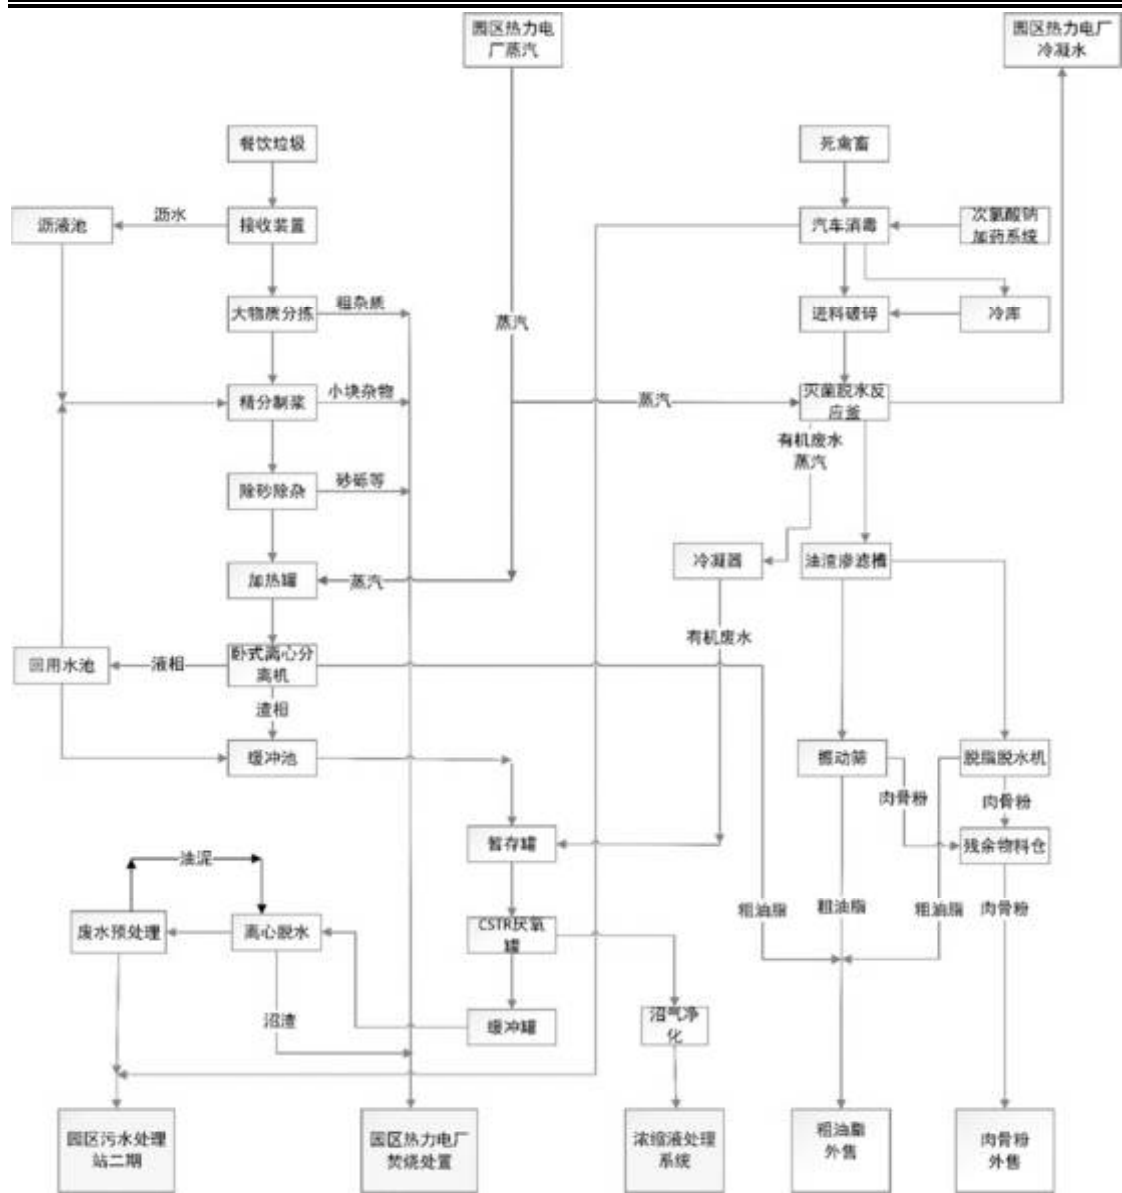 园区热力电
厂蒸汽
园区热力电厂
冷凝水
餐饮垃圾
死禽畜
沥液池
沥水
接收装置
汽车消毒
次氯酸钠
加药系统
大物质分拣
粗杂质
蒸汽
进料破碎
冷库
精分制浆
小块杂物
蒸汽
灭菌脱水反
应釜
有机废水
蒸汽
除砂除杂
砂砾等
冷凝器
油渣渗滤槽
加热罐
蒸汽
有机废水
回用水池
液相
卧式离心分
离机
渣相
缓冲池
振动筛
脱脂脱水机
肉骨粉
肉骨粉
暂存罐
残余物料仓
油泥
粗油脂
粗油脂
粗油脂
肉骨粉
废水预处理
离心脱水
CSTR厌氧
罐
沼渣
缓冲罐
沼气净
化
园区污水处理
站二期
园区热力电厂
焚烧处置
浓缩液处理
系统
粗油脂
外售
肉骨粉
外售